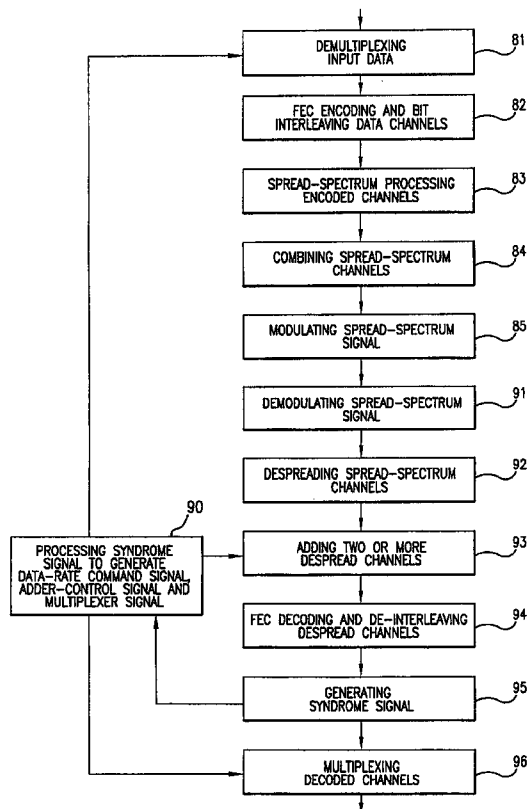 DEMULTIPLEXING
INPUT DATA
81
FEC ENCODING AND BIT
INTERLEAVING DATA CHANNELS
82
SPREAD-SPECTRUM PROCESSING
ENCODED CHANNELS
83
COMBINING SPREAD-SPECTRUM
CHANNELS
84
MODULATING SPREAD-SPECTRUM
SIGNAL
85
DEMODULATING SPREAD-SPECTRUM
SIGNAL
91
DESPREADING SPREAD-SPECTRUM
CHANNELS
92
90
PROCESSING SYNDROME
SIGNAL TO GENERATE
DATA-RATE COMMAND SIGNAL,
ADDER-CONTROL SIGNAL AND
MULTIPLEXER SIGNAL
ADDING TWO OR MORE
DESPREAD CHANNELS
93
FEC DECODING AND DE-INTERLEAVING
DESPREAD CHANNELS
94
GENERATING
SYNDROME SIGNAL
95
MULTIPLEXING
DECODED CHANNELS
96